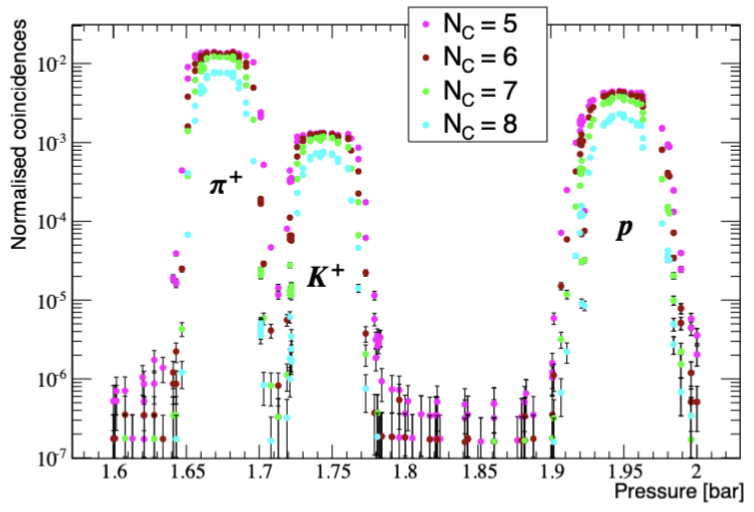 N_C = 5
N_C = 6
N_C = 7
N_C = 8
Normalised coincidences
10⁻²
10⁻³
10⁻⁴
10⁻⁵
10⁻⁶
10⁻⁷
π⁺
K⁺
p
1.6 1.65 1.7 1.75 1.8 1.85 1.9 1.95 2
Pressure [bar]